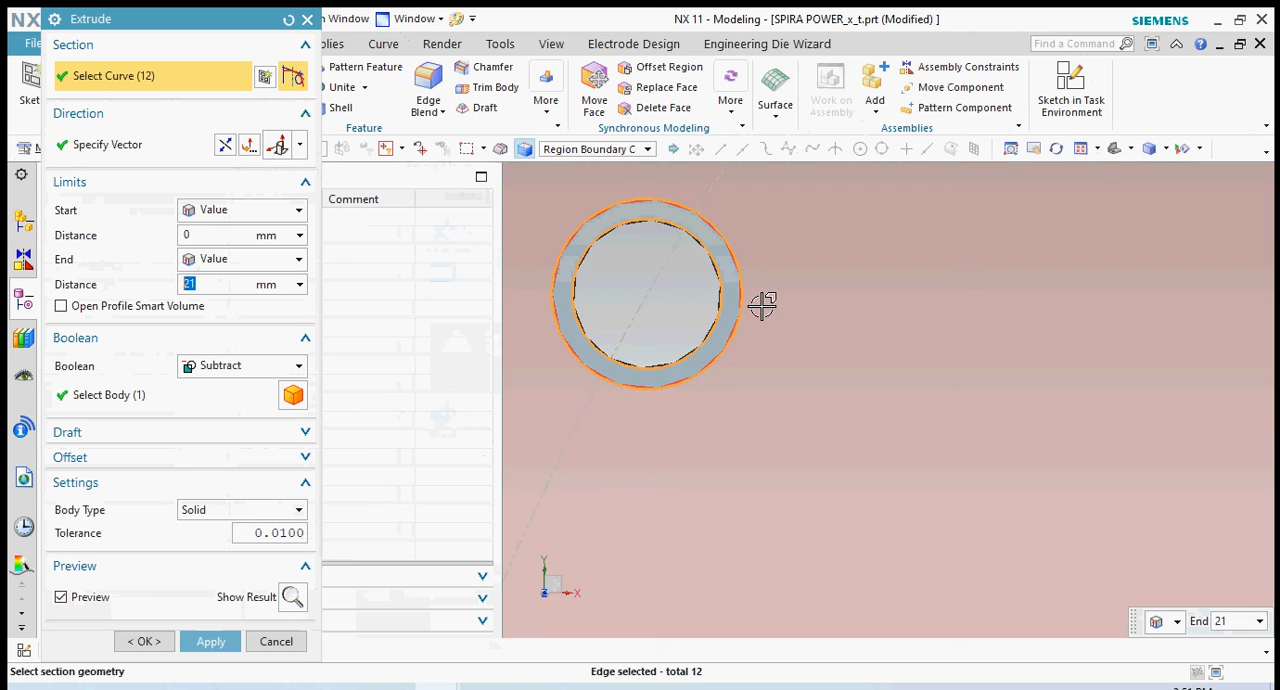 NX
Extrude
Window
Window
NX 11 - Modeling - [SPIRA POWER_x_t.prt (Modified) ]
SIEMENS
Curve
Render
Tools
View
Electrode Design
Engineering Die Wizard
Find a Command
Section
Select Curve (12)
Direction
Specify Vector
Limits
Start
Value
Distance
0
mm
End
Value
Distance
21
mm
Open Profile Smart Volume
Boolean
Boolean
Subtract
Select Body (1)
Draft
Offset
Settings
Body Type
Solid
Tolerance
0.0100
Preview
Preview
Show Result
< OK >
Apply
Cancel
Pattern Feature
Unite
Shell
Edge
Blend
Chamfer
Trim Body
Draft
More
Feature
Move
Face
Offset Region
Replace Face
Delete Face
More
Synchronous Modeling
Surface
Work on
Assembly
Add
Assembly Constraints
Move Component
Pattern Component
Assemblies
Sketch in Task
Environment
Region Boundary C
Comment
Y
X
End
21
Select section geometry
Edge selected - total 12